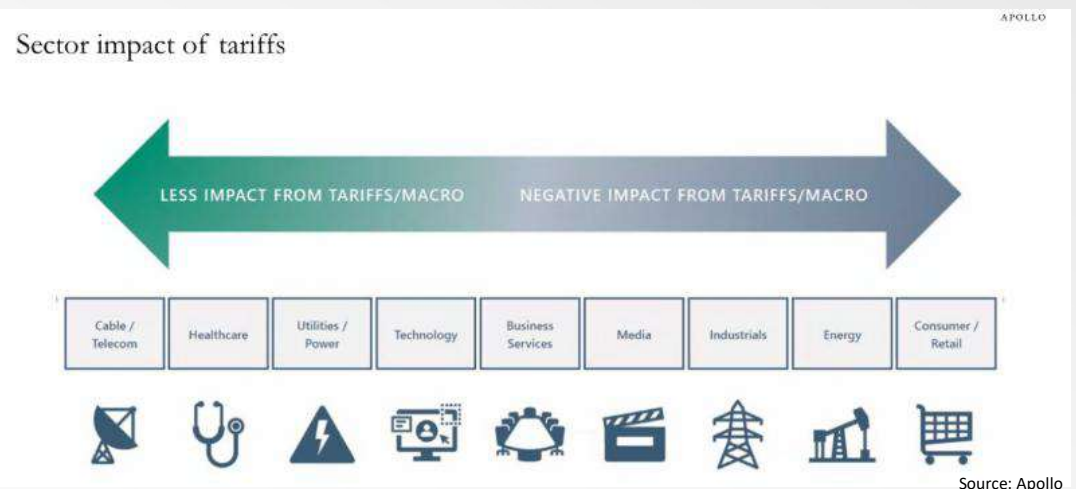 APOLLO
Sector impact of tariffs
LESS IMPACT FROM TARIFFS/MACRO
NEGATIVE IMPACT FROM TARIFFS/MACRO
Cable /
Telecom
Healthcare
Utilities /
Power
Technology
Business
Services
Media
Industrials
Energy
Consumer /
Retail
Source: Apollo